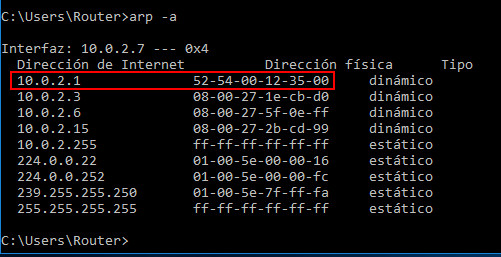 C:\Users\Router>arp -a
Interfaz: 10.0.2.7 --- 0x4
Dirección de Internet Dirección física Tipo
10.0.2.1 52-54-00-12-35-00 dinámico
10.0.2.3 08-00-27-1e-cb-d0 dinámico
10.0.2.6 08-00-27-5f-0e-ff dinámico
10.0.2.15 08-00-27-2b-cd-99 dinámico
10.0.2.255 ff-ff-ff-ff-ff-ff estático
224.0.0.22 01-00-5e-00-00-16 estático
224.0.0.252 01-00-5e-00-00-fc estático
239.255.255.250 01-00-5e-7f-ff-fa estático
255.255.255.255 ff-ff-ff-ff-ff-ff estático
C:\Users\Router>